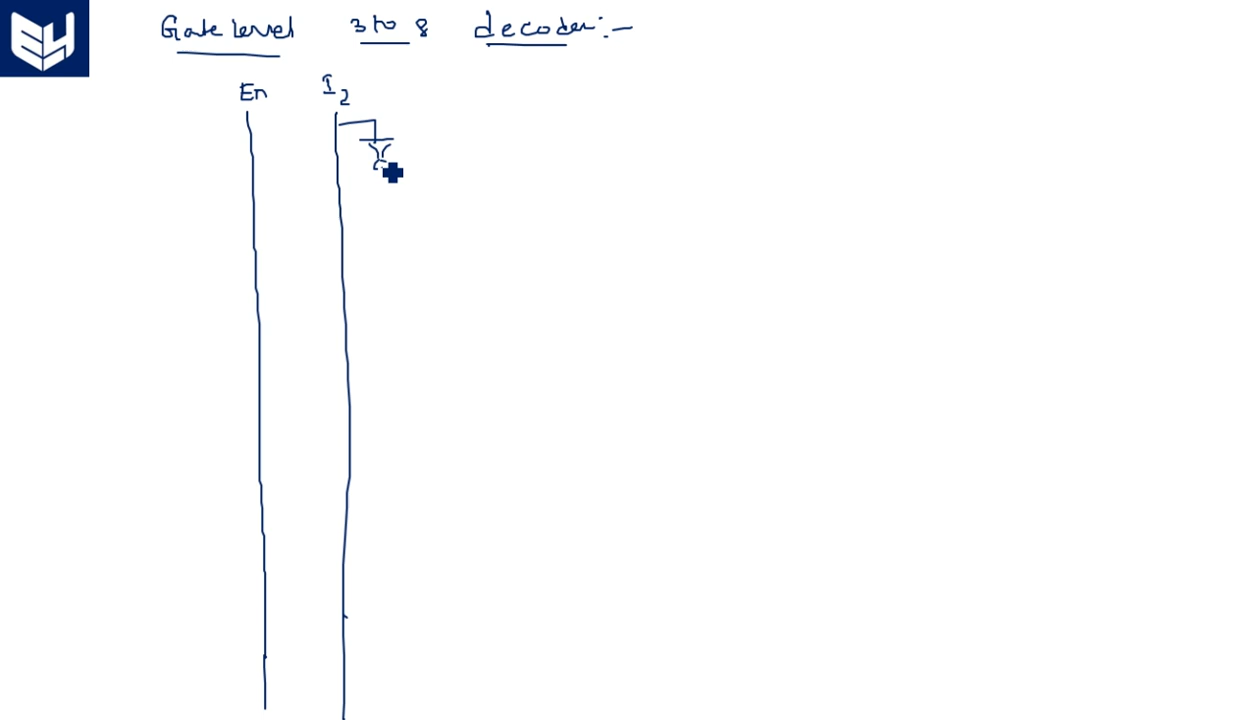 Gate level 3 to 8 decoder:-
En I2